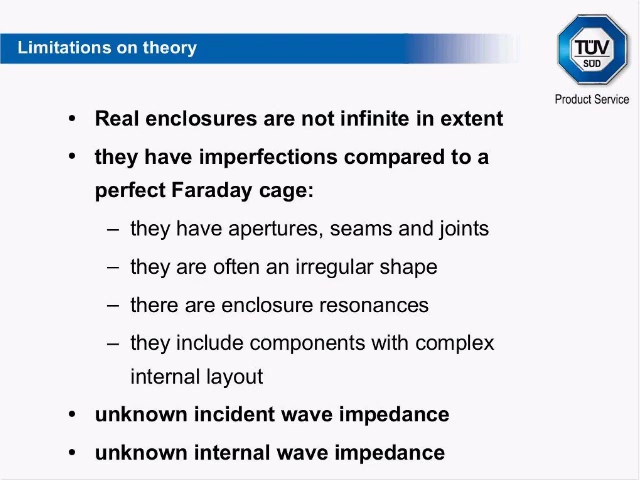 Limitations on theory
TÜV
SÜD
Product Service
• Real enclosures are not infinite in extent
• they have imperfections compared to a
perfect Faraday cage:
– they have apertures, seams and joints
– they are often an irregular shape
– there are enclosure resonances
– they include components with complex
internal layout
• unknown incident wave impedance
• unknown internal wave impedance